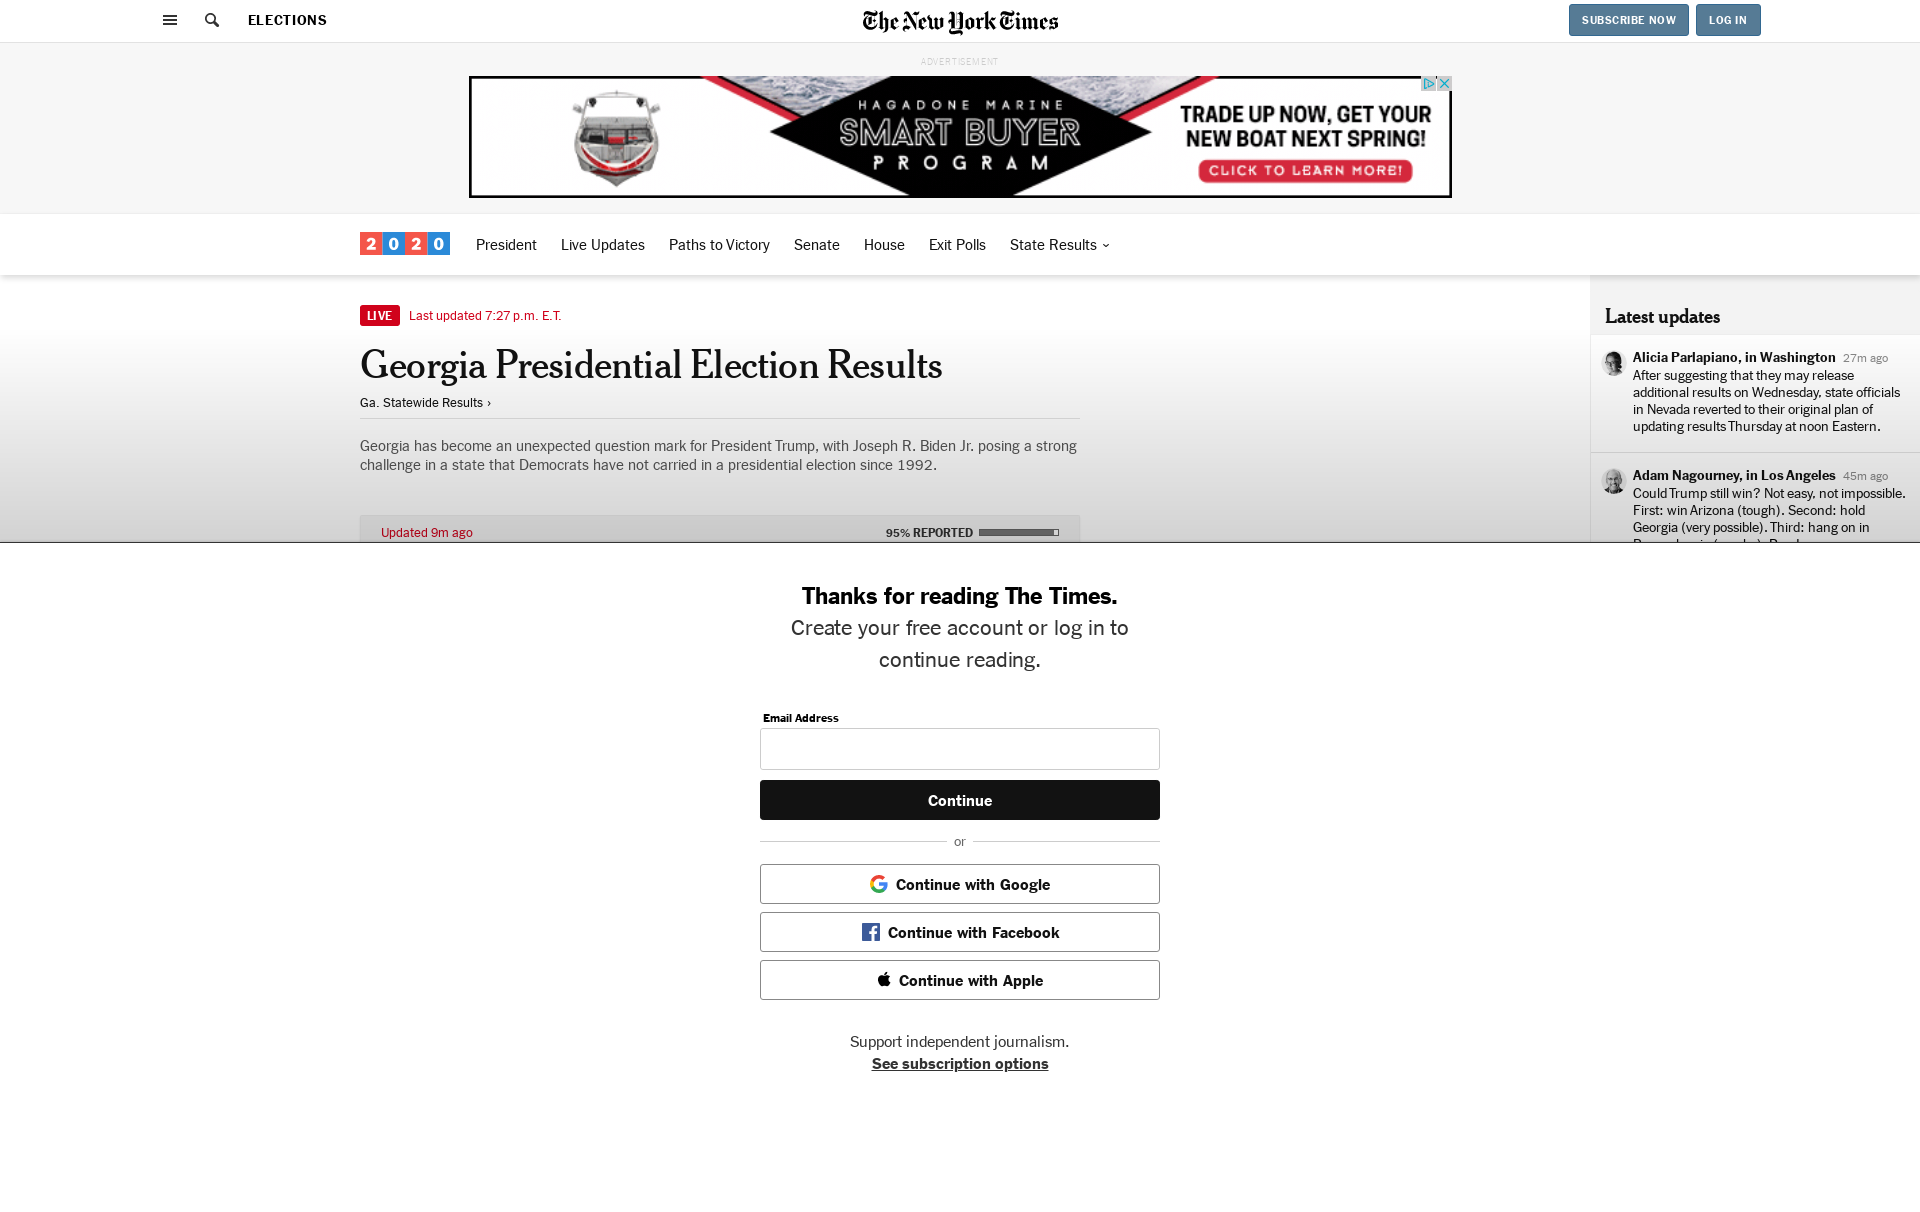 ELECTIONS
The New York Times
SUBSCRIBE NOW
LOG IN
ADVERTISEMENT
HAGADONE MARINE
SMART BUYER
PROGRAM
TRADE UP NOW, GET YOUR
NEW BOAT NEXT SPRING!
CLICK TO LEARN MORE!
2020
President
Live Updates
Paths to Victory
Senate
House
Exit Polls
State Results
LIVE
Last updated 7:27 p.m. E.T.
Georgia Presidential Election Results
Ga. Statewide Results ›
Georgia has become an unexpected question mark for President Trump, with Joseph R. Biden Jr. posing a strong
challenge in a state that Democrats have not carried in a presidential election since 1992.
Updated 9m ago
95% REPORTED
Latest updates
Alicia Parlapiano, in Washington 27m ago
After suggesting that they may release
additional results on Wednesday, state officials
in Nevada reverted to their original plan of
updating results Thursday at noon Eastern.
Adam Nagourney, in Los Angeles 45m ago
Could Trump still win? Not easy, not impossible.
First: win Arizona (tough). Second: hold
Georgia (very possible). Third: hang on in
Thanks for reading The Times.
Create your free account or log in to
continue reading.
Email Address
Continue
or
Continue with Google
Continue with Facebook
Continue with Apple
Support independent journalism.
See subscription options